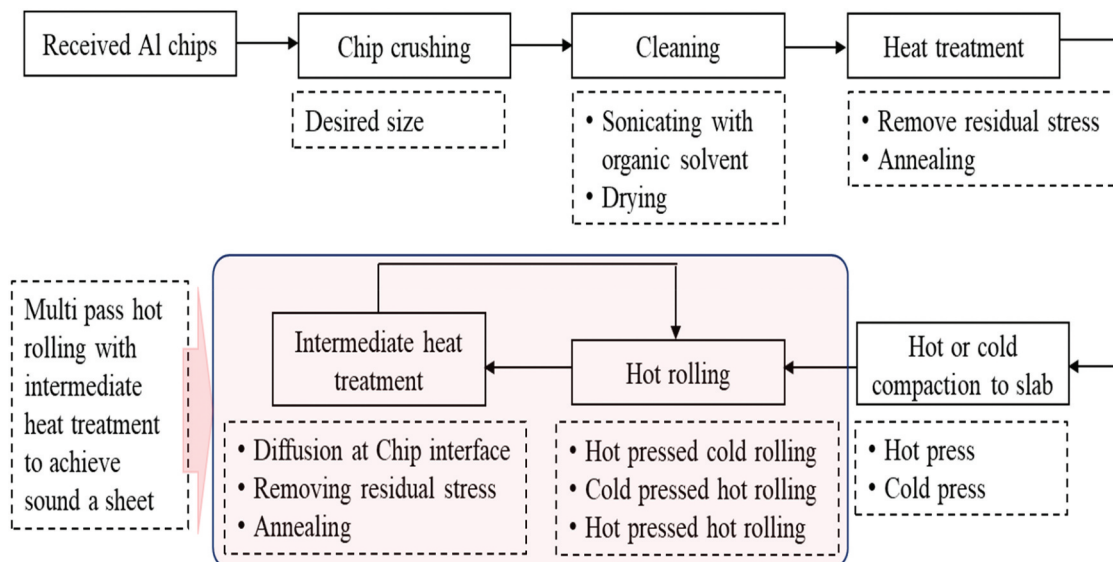 Received Al chips
Chip crushing
Cleaning
Heat treatment
Desired size
• Sonicating with
organic solvent
• Drying
• Remove residual stress
• Annealing
Multi pass hot
rolling with
intermediate
heat treatment
to achieve
sound a sheet
Intermediate heat
treatment
Hot rolling
Hot or cold
compaction to slab
• Diffusion at Chip interface
• Removing residual stress
• Annealing
• Hot pressed cold rolling
• Cold pressed hot rolling
• Hot pressed hot rolling
• Hot press
• Cold press